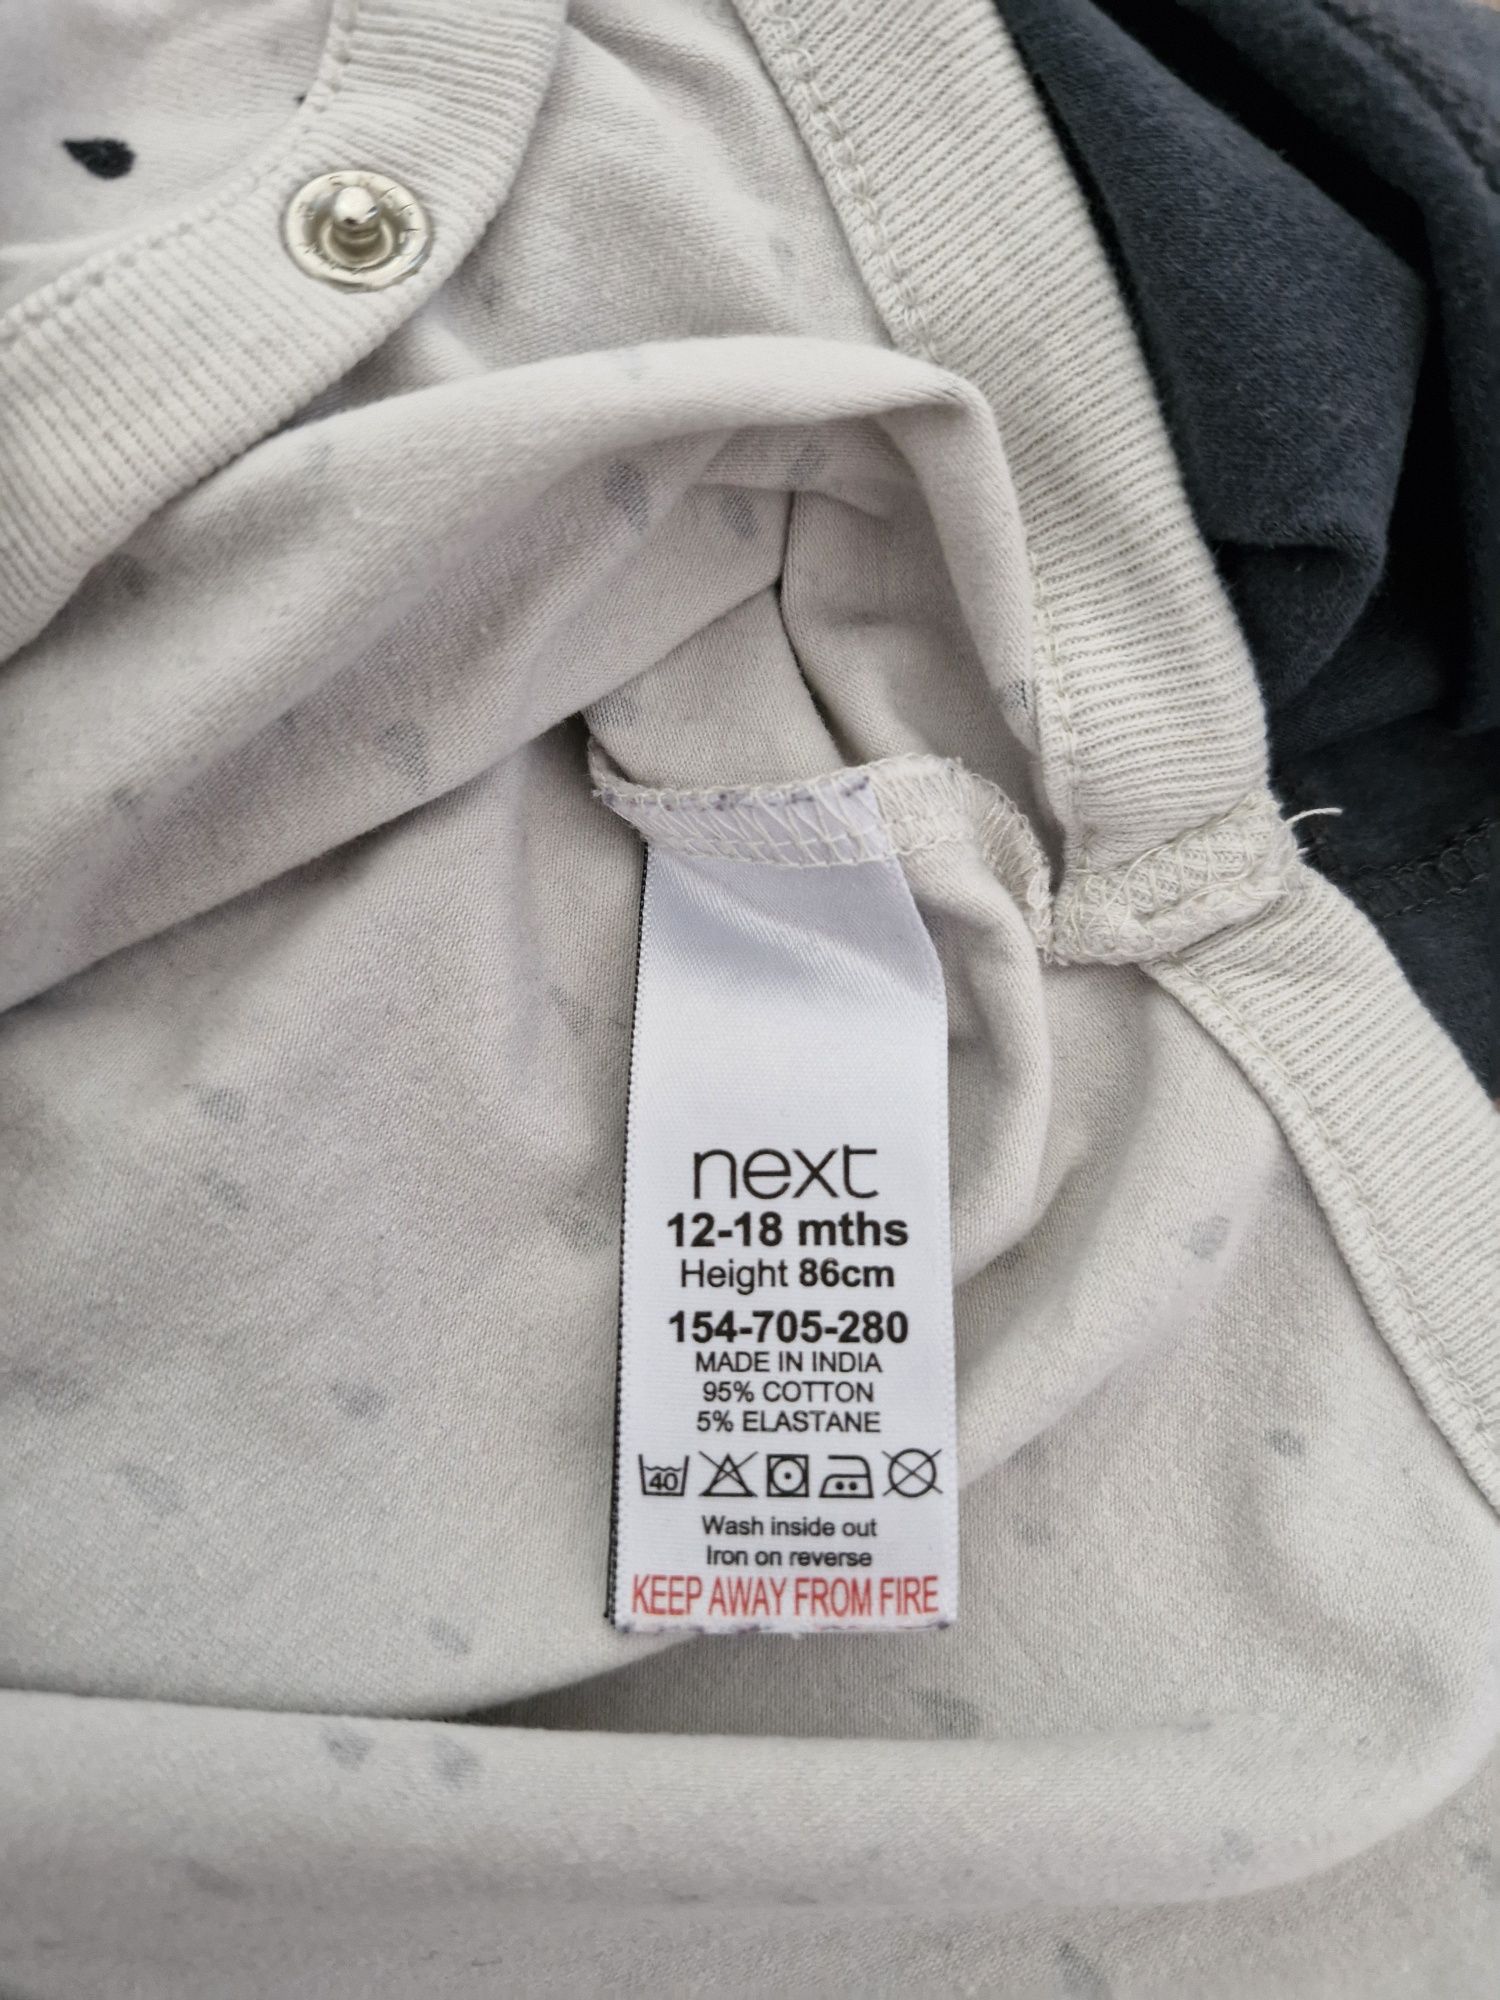 next
12-18 mths
Height 86cm
154-705-280
MADE IN INDIA
95% COTTON
5% ELASTANE
40
Wash inside out
Iron on reverse
KEEP AWAY FROM FIRE